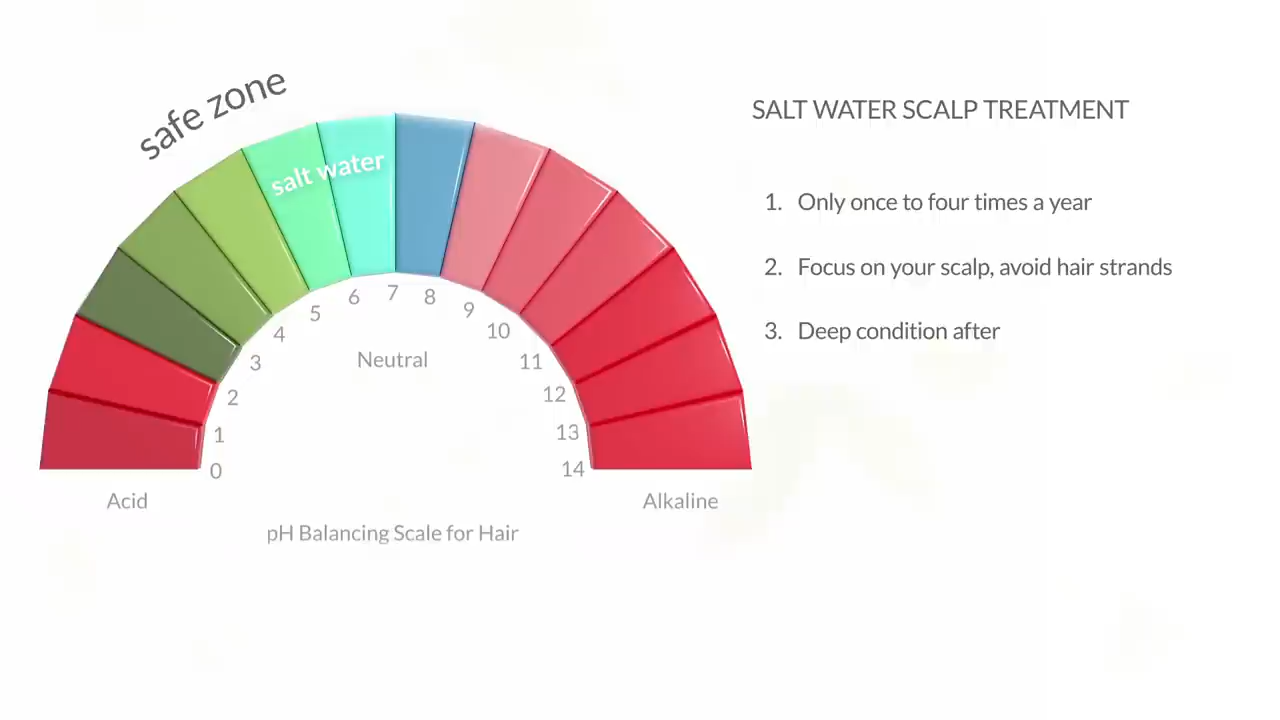 safe zone
salt water
0
1
2
3
4
5
6
7
8
9
10
11
12
13
14
Neutral
Acid
Alkaline
pH Balancing Scale for Hair
SALT WATER SCALP TREATMENT
1. Only once to four times a year
2. Focus on your scalp, avoid hair strands
3. Deep condition after